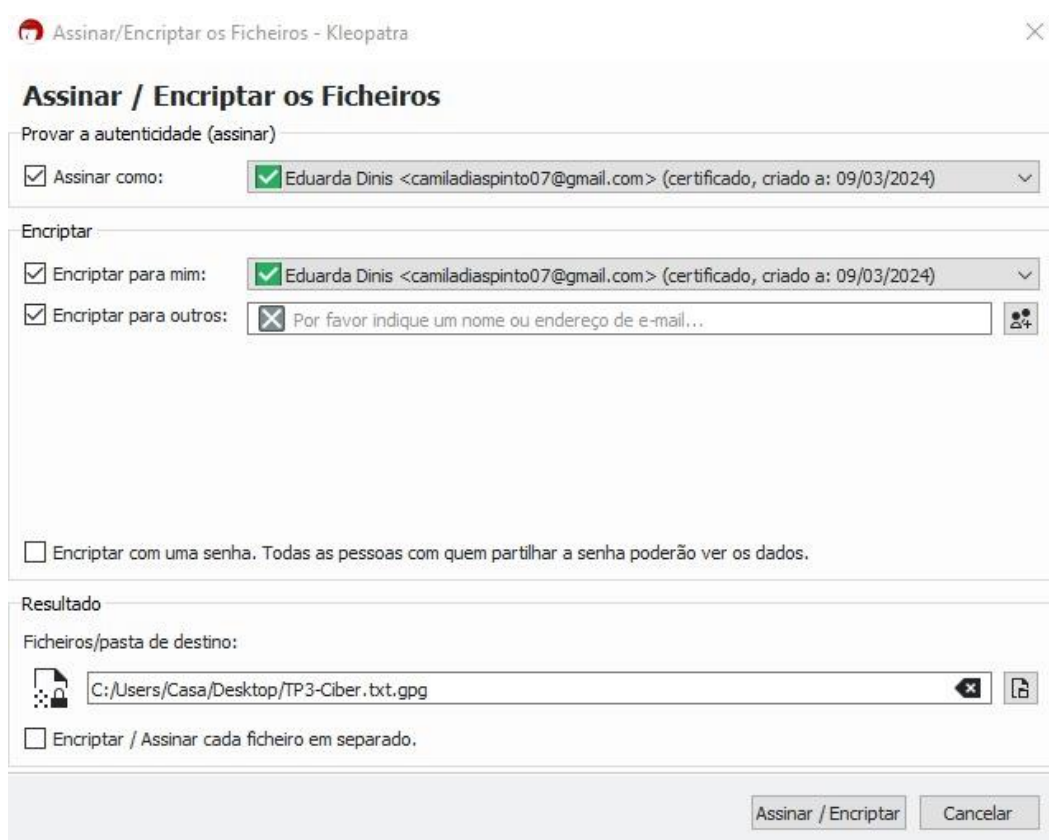 Assinar/Encriptar os Ficheiros - Kleopatra
Assinar / Encriptar os Ficheiros
Provar a autenticidade (assinar)
Assinar como: Eduarda Dinis <camiladiaspinto07@gmail.com> (certificado, criado a: 09/03/2024)
Encriptar
Encriptar para mim: Eduarda Dinis <camiladiaspinto07@gmail.com> (certificado, criado a: 09/03/2024)
Encriptar para outros: Por favor indique um nome ou endereço de e-mail...
Encriptar com uma senha. Todas as pessoas com quem partilhar a senha poderão ver os dados.
Resultado
Ficheiros/pasta de destino:
C:/Users/Casa/Desktop/TP3-Ciber.txt.gpg
Encriptar / Assinar cada ficheiro em separado.
Assinar / Encriptar Cancelar